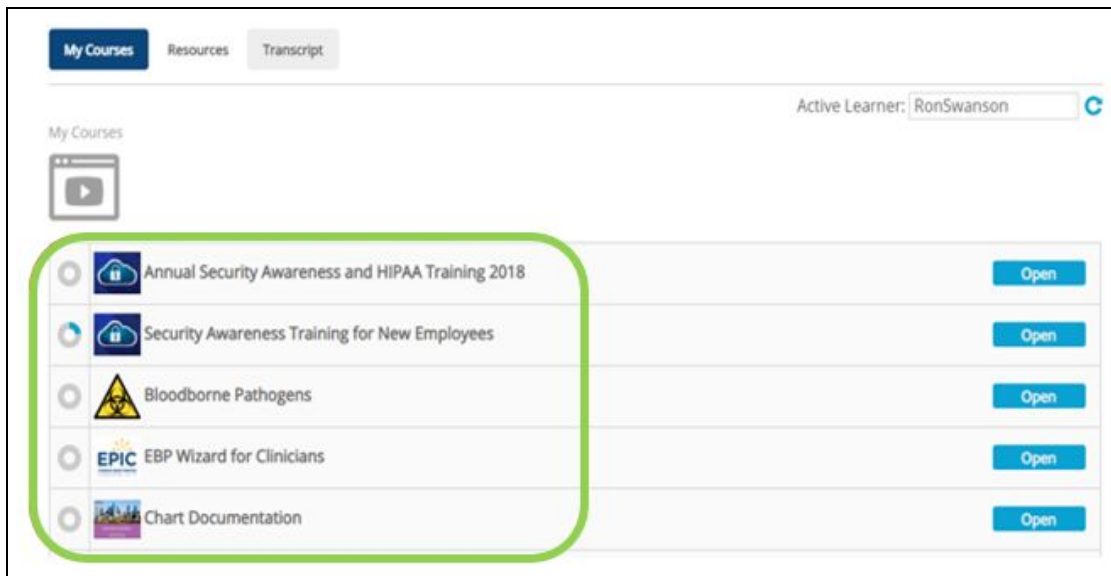 My Courses Resources Transcript
Active Learner: RonSwanson
My Courses
Annual Security Awareness and HIPAA Training 2018 Open
Security Awareness Training for New Employees Open
Bloodborne Pathogens Open
EPIC EBP Wizard for Clinicians Open
Chart Documentation Open